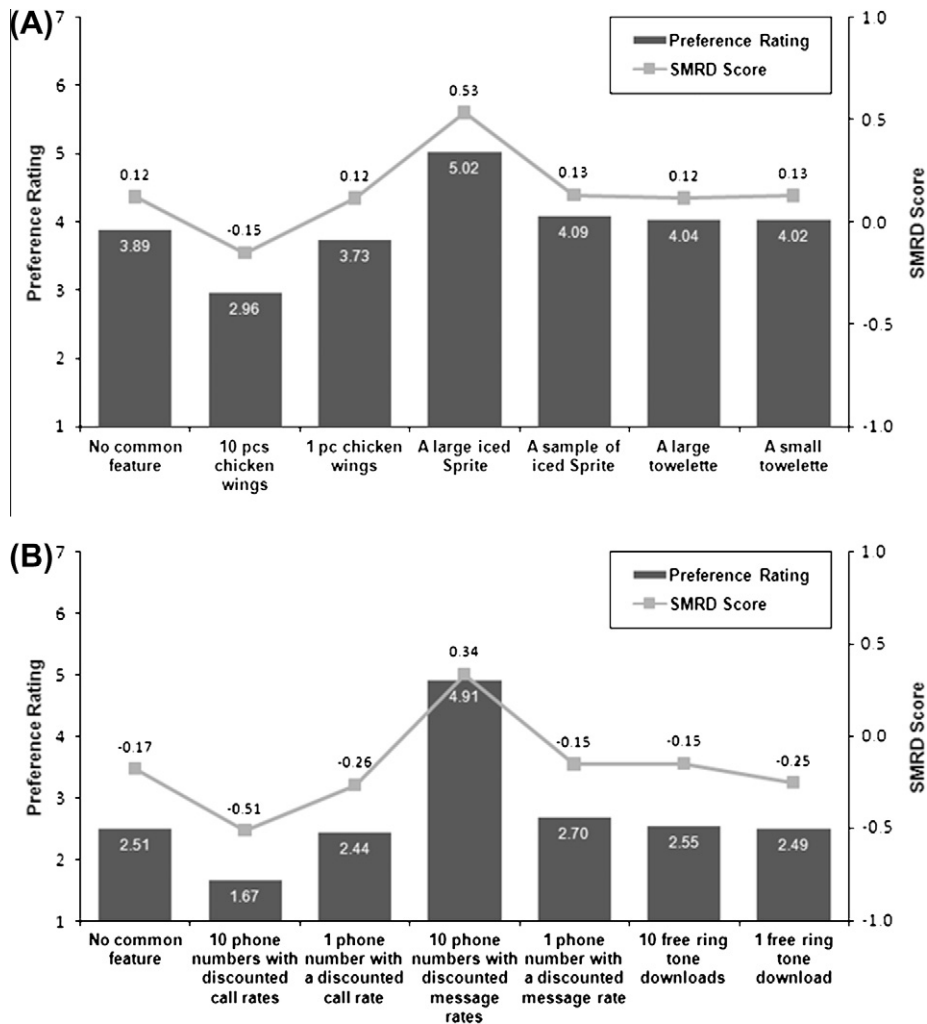 (A)
7
6
5
4
3
2
1
Preference Rating
1.0
0.5
0.0
-0.5
-1.0
SMRD Score
Preference Rating
SMRD Score
0.12
-0.15
0.12
0.53
0.13
0.12
0.13
3.89
2.96
3.73
5.02
4.09
4.04
4.02
No common
feature
10 pcs
chicken
wings
1 pc chicken
wings
A large iced
Sprite
A sample of
iced Sprite
A large
towelette
A small
towelette
(B)
7
6
5
4
3
2
1
Preference Rating
1.0
0.5
0.0
-0.5
-1.0
SMRD Score
Preference Rating
SMRD Score
-0.17
-0.51
-0.26
0.34
-0.15
-0.15
-0.25
2.51
1.67
2.44
4.91
2.70
2.55
2.49
No common
feature
10 phone
numbers with
discounted
call rates
1 phone
number with
a discounted
call rate
10 phone
numbers with
discounted
message
rates
1 phone
number with
a discounted
message rate
10 free ring
tone
downloads
1 free ring
tone
download